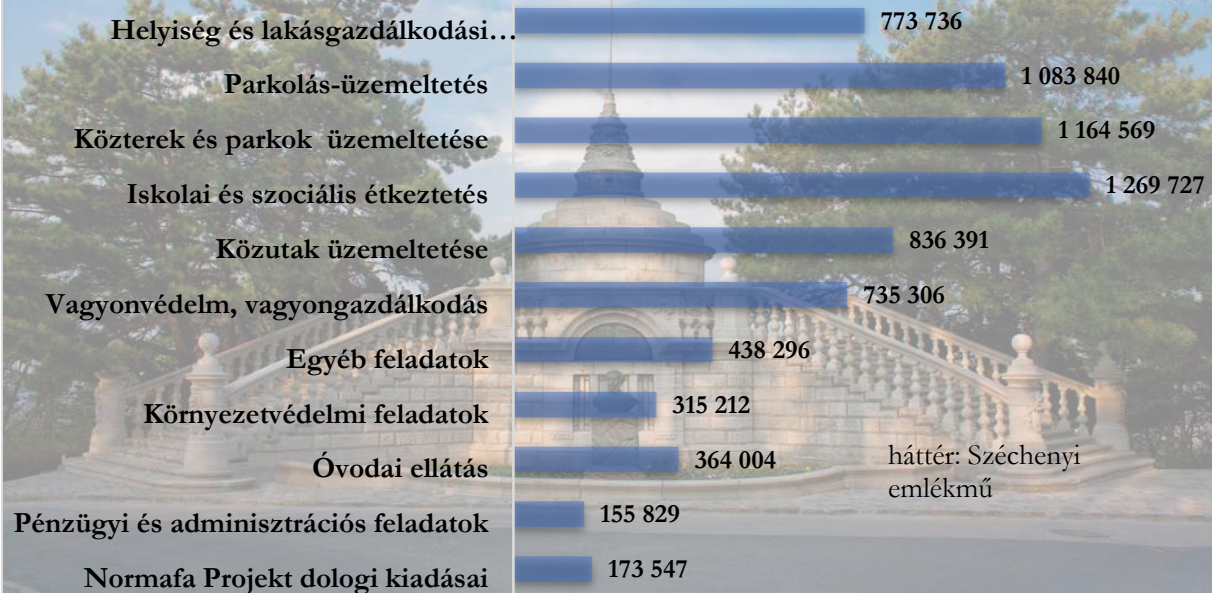 Helyiség és lakásgazdálkodási… 773 736
Parkolás-üzemeltetés 1 083 840
Közterek és parkok üzemeltetése 1 164 569
Iskolai és szociális étkeztetés 1 269 727
Közutak üzemeltetése 836 391
Vagyonvédelm, vagyongazdálkodás 735 306
Egyéb feladatok 438 296
Környezetvédelmi feladatok 315 212
Óvodai ellátás 364 004
háttér: Széchenyi
emlékmű
Pénzügyi és adminisztrációs feladatok 155 829
Normafa Projekt dologi kiadásai 173 547